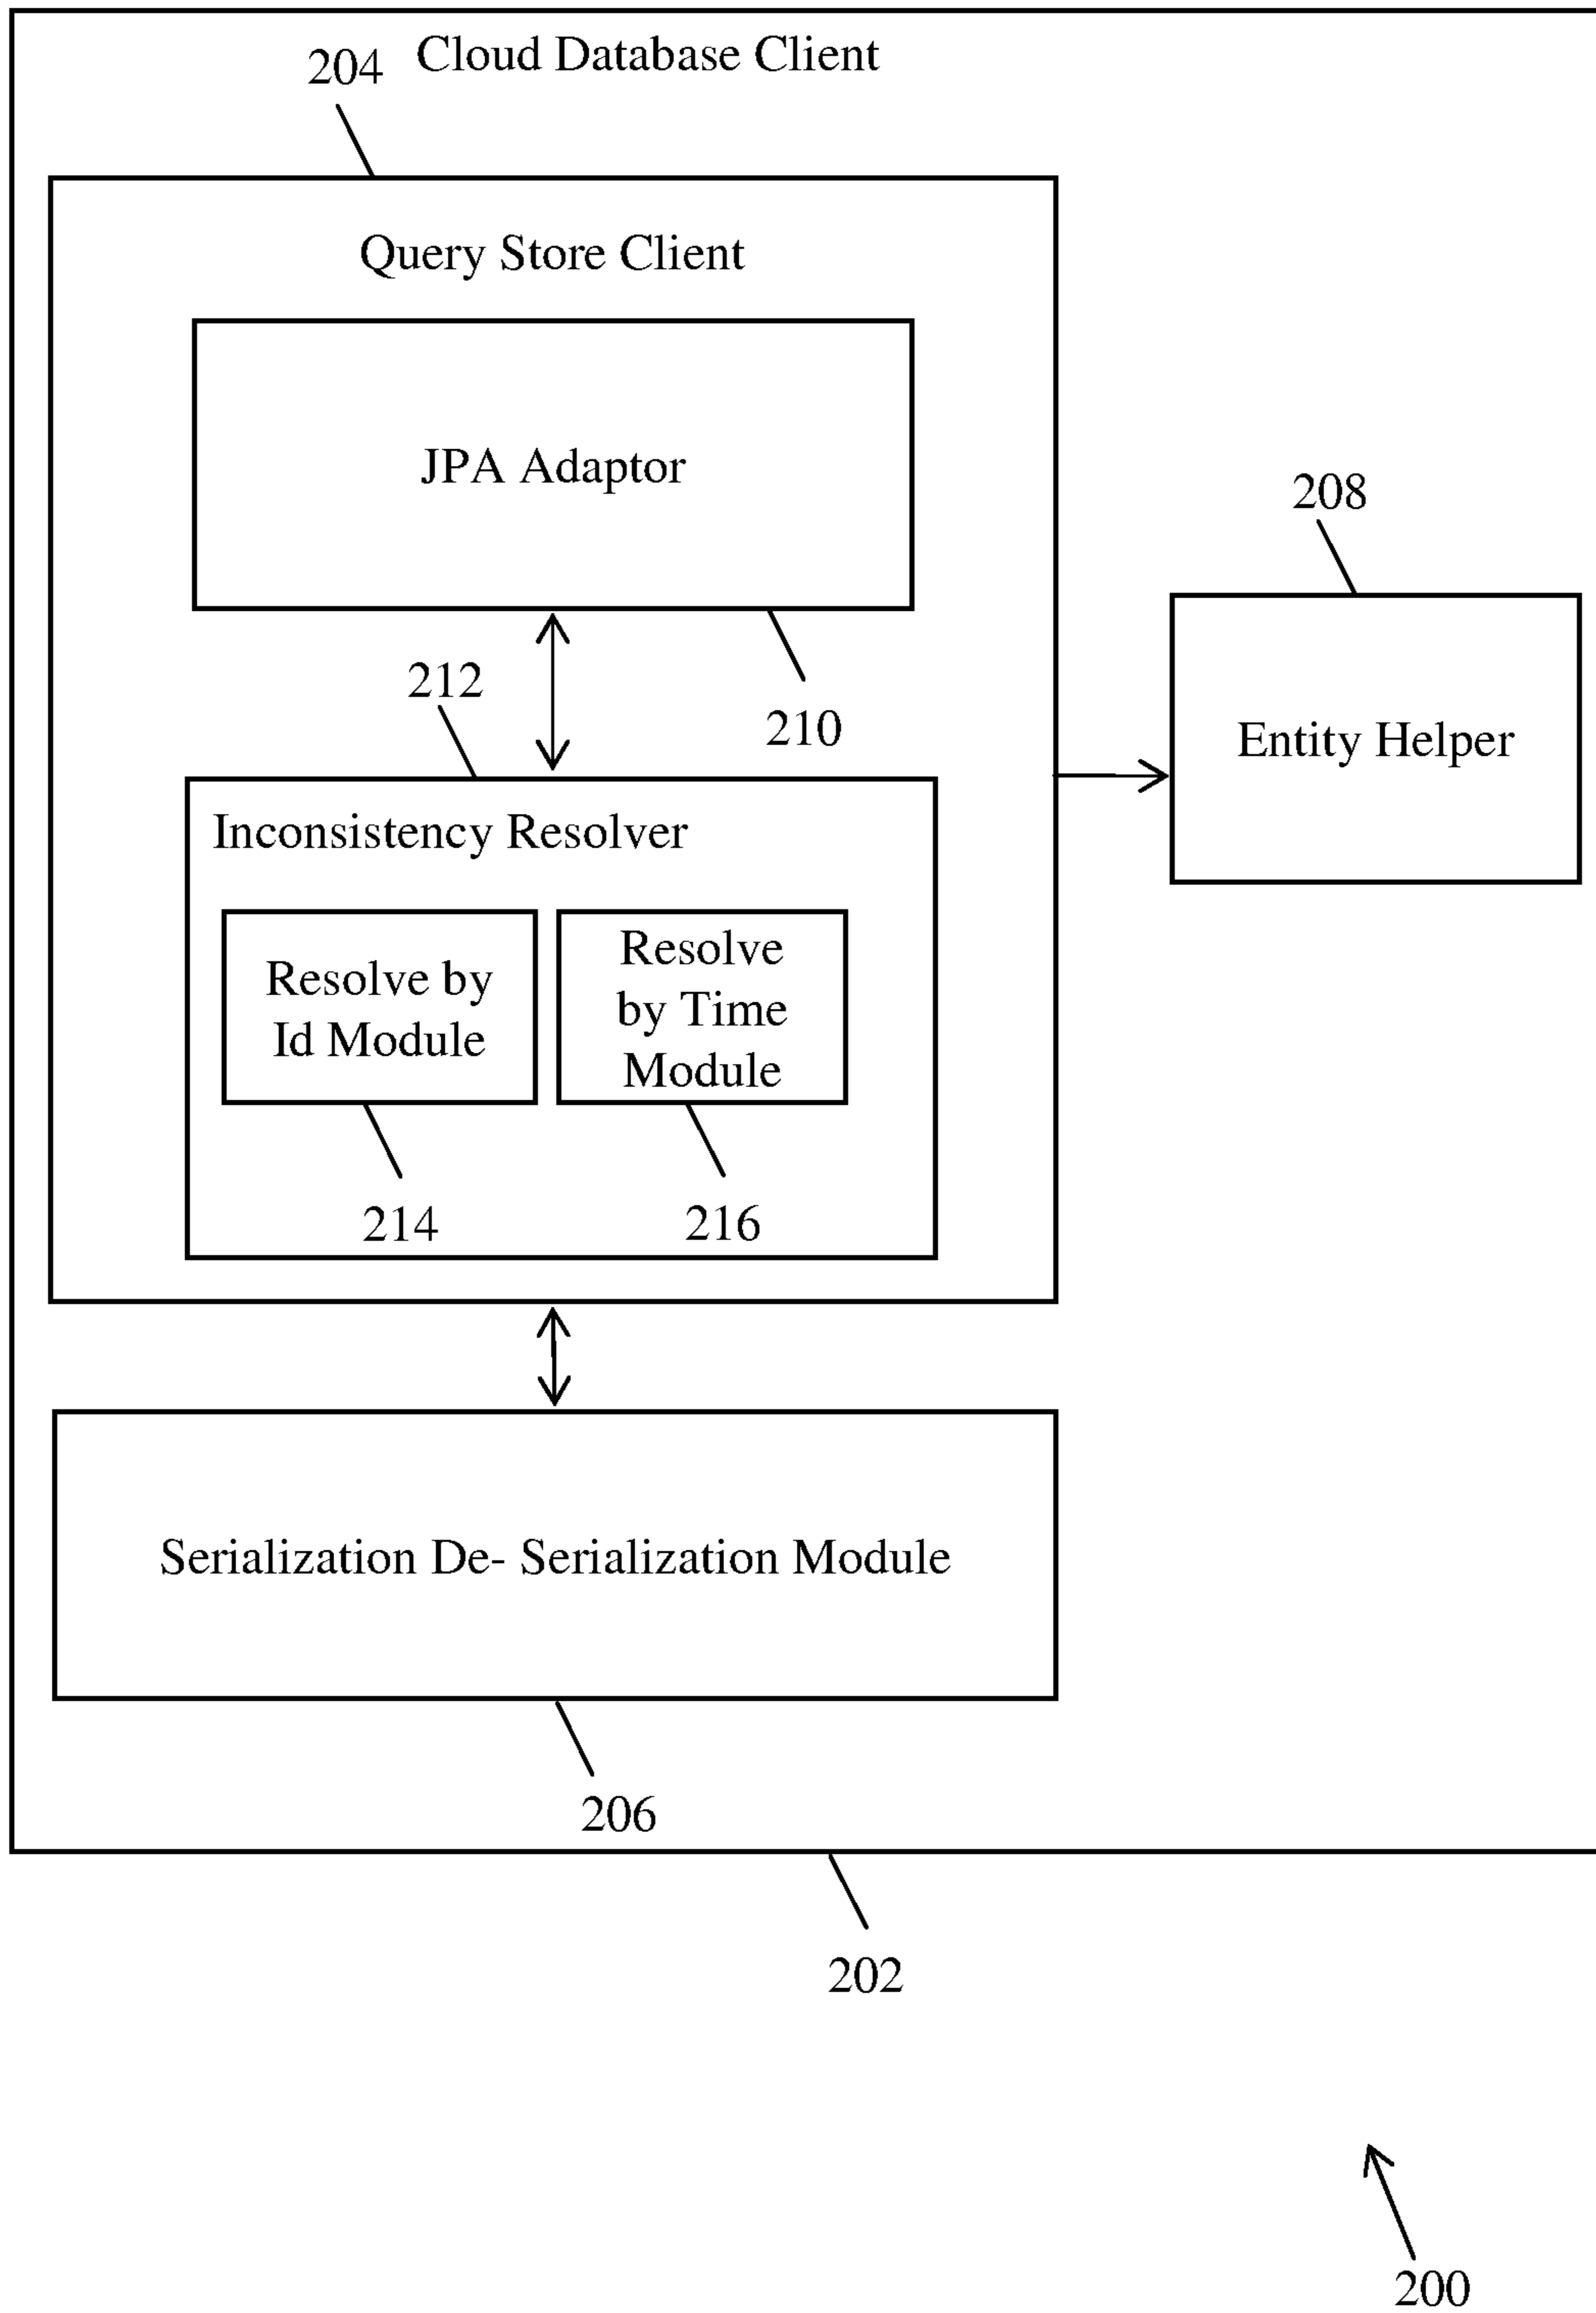 Cloud Database Client
204
Query Store Client
JPA Adaptor
208
212
210
Entity Helper
Inconsistency Resolver
Resolve by
Id Module
Resolve
by Time
Module
214
216
Serialization De- Serialization Module
206
202
200